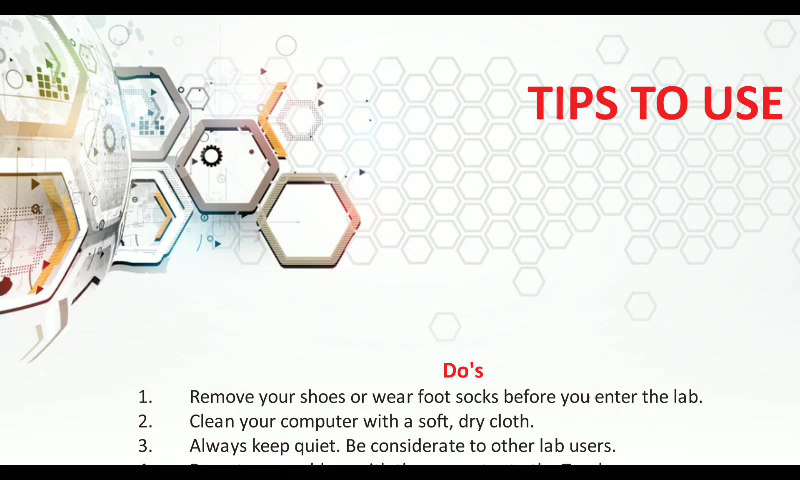 TIPS TO USE
Do's
1. Remove your shoes or wear foot socks before you enter the lab.
2. Clean your computer with a soft, dry cloth.
3. Always keep quiet. Be considerate to other lab users.